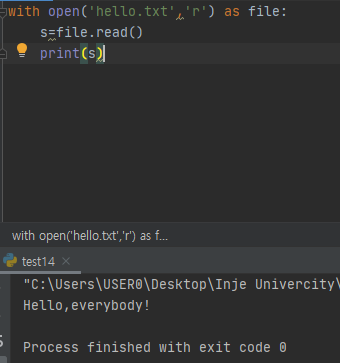 with open('hello.txt','r') as file:
s=file.read()
print(s)
with open('hello.txt','r') as f...
test14
"C:\Users\USER0\Desktop\Inje Univercity\
Hello,everybody!
Process finished with exit code 0